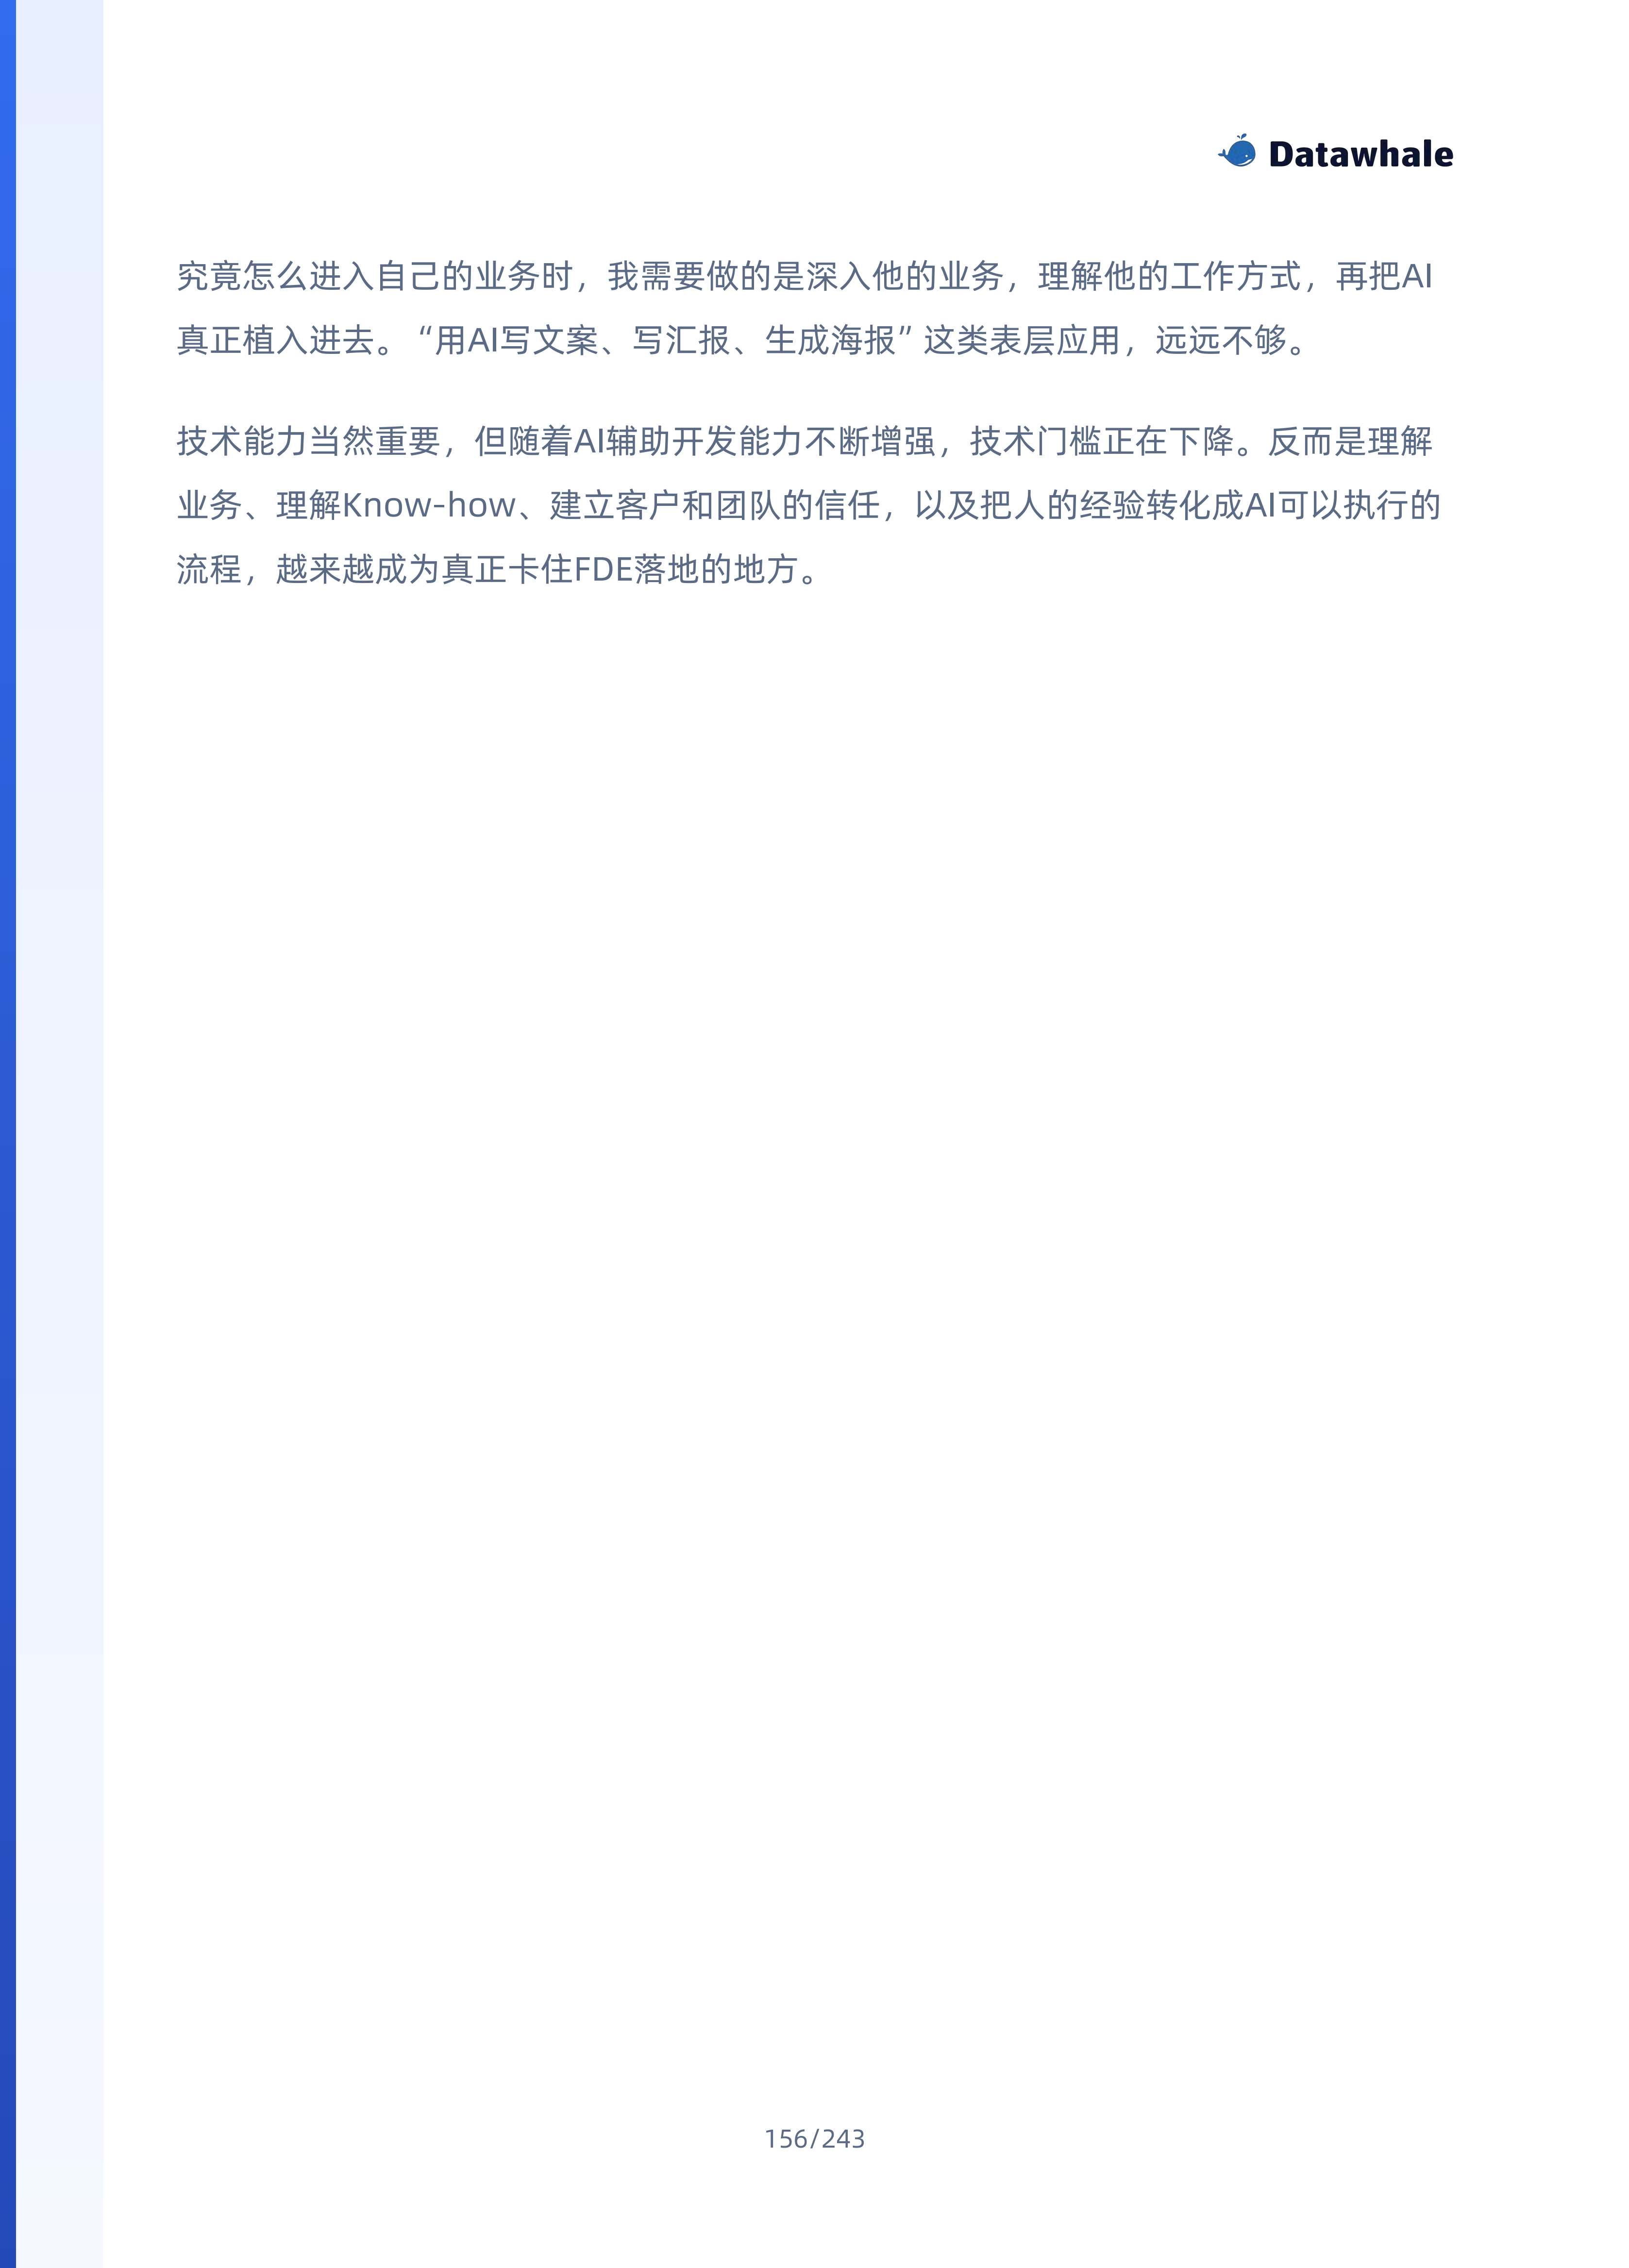 Datawhale
究竟怎么进入自己的业务时，我需要做的是深入他的业务，理解他的工作方式，再把AI
真正植入进去。“用AI写文案、写汇报、生成海报”这类表层应用，远远不够。
技术能力当然重要，但随着AI辅助开发能力不断增强，技术门槛正在下降。反而是理解
业务、理解Know-how、建立客户和团队的信任，以及把人的经验转化成AI可以执行的
流程，越来越成为真正卡住FDE落地的地方。
156/243